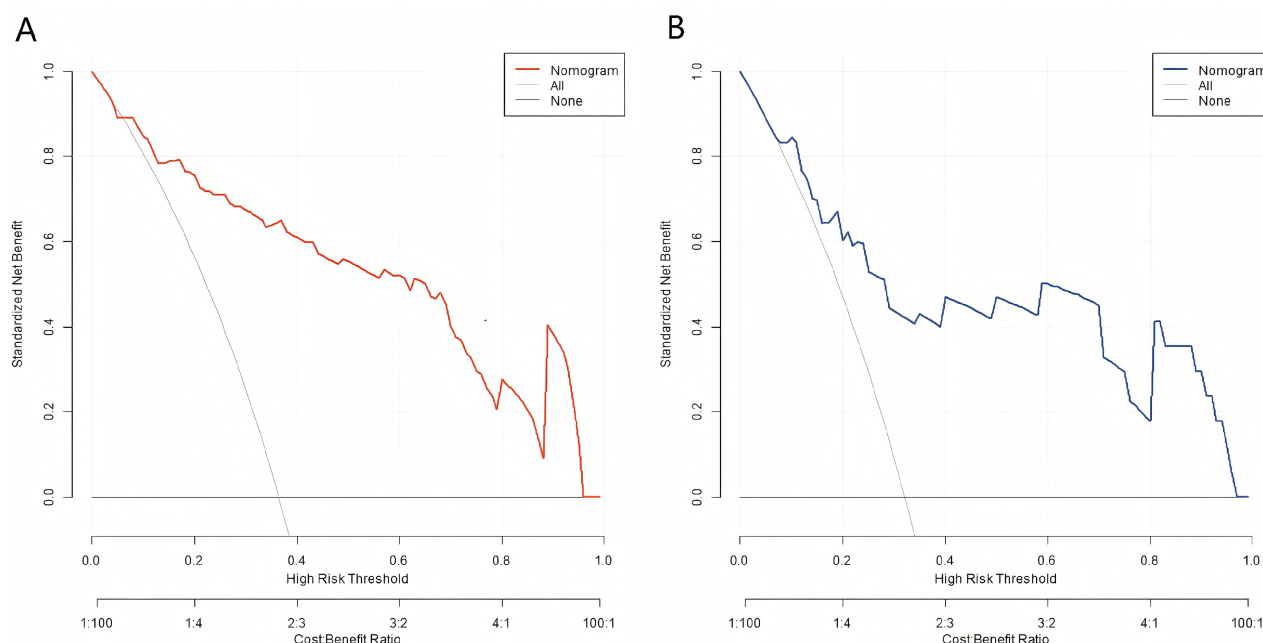 A
Nomogram
All
None
Standardized Net Benefit
1.0
0.8
0.6
0.4
0.2
0.0
0.0 0.2 0.4 0.6 0.8 1.0
High Risk Threshold
1:100 1:4 2:3 3:2 4:1 100:1
Cost:Benefit Ratio
B
Nomogram
All
None
Standardized Net Benefit
1.0
0.8
0.6
0.4
0.2
0.0
0.0 0.2 0.4 0.6 0.8 1.0
High Risk Threshold
1:100 1:4 2:3 3:2 4:1 100:1
Cost:Benefit Ratio